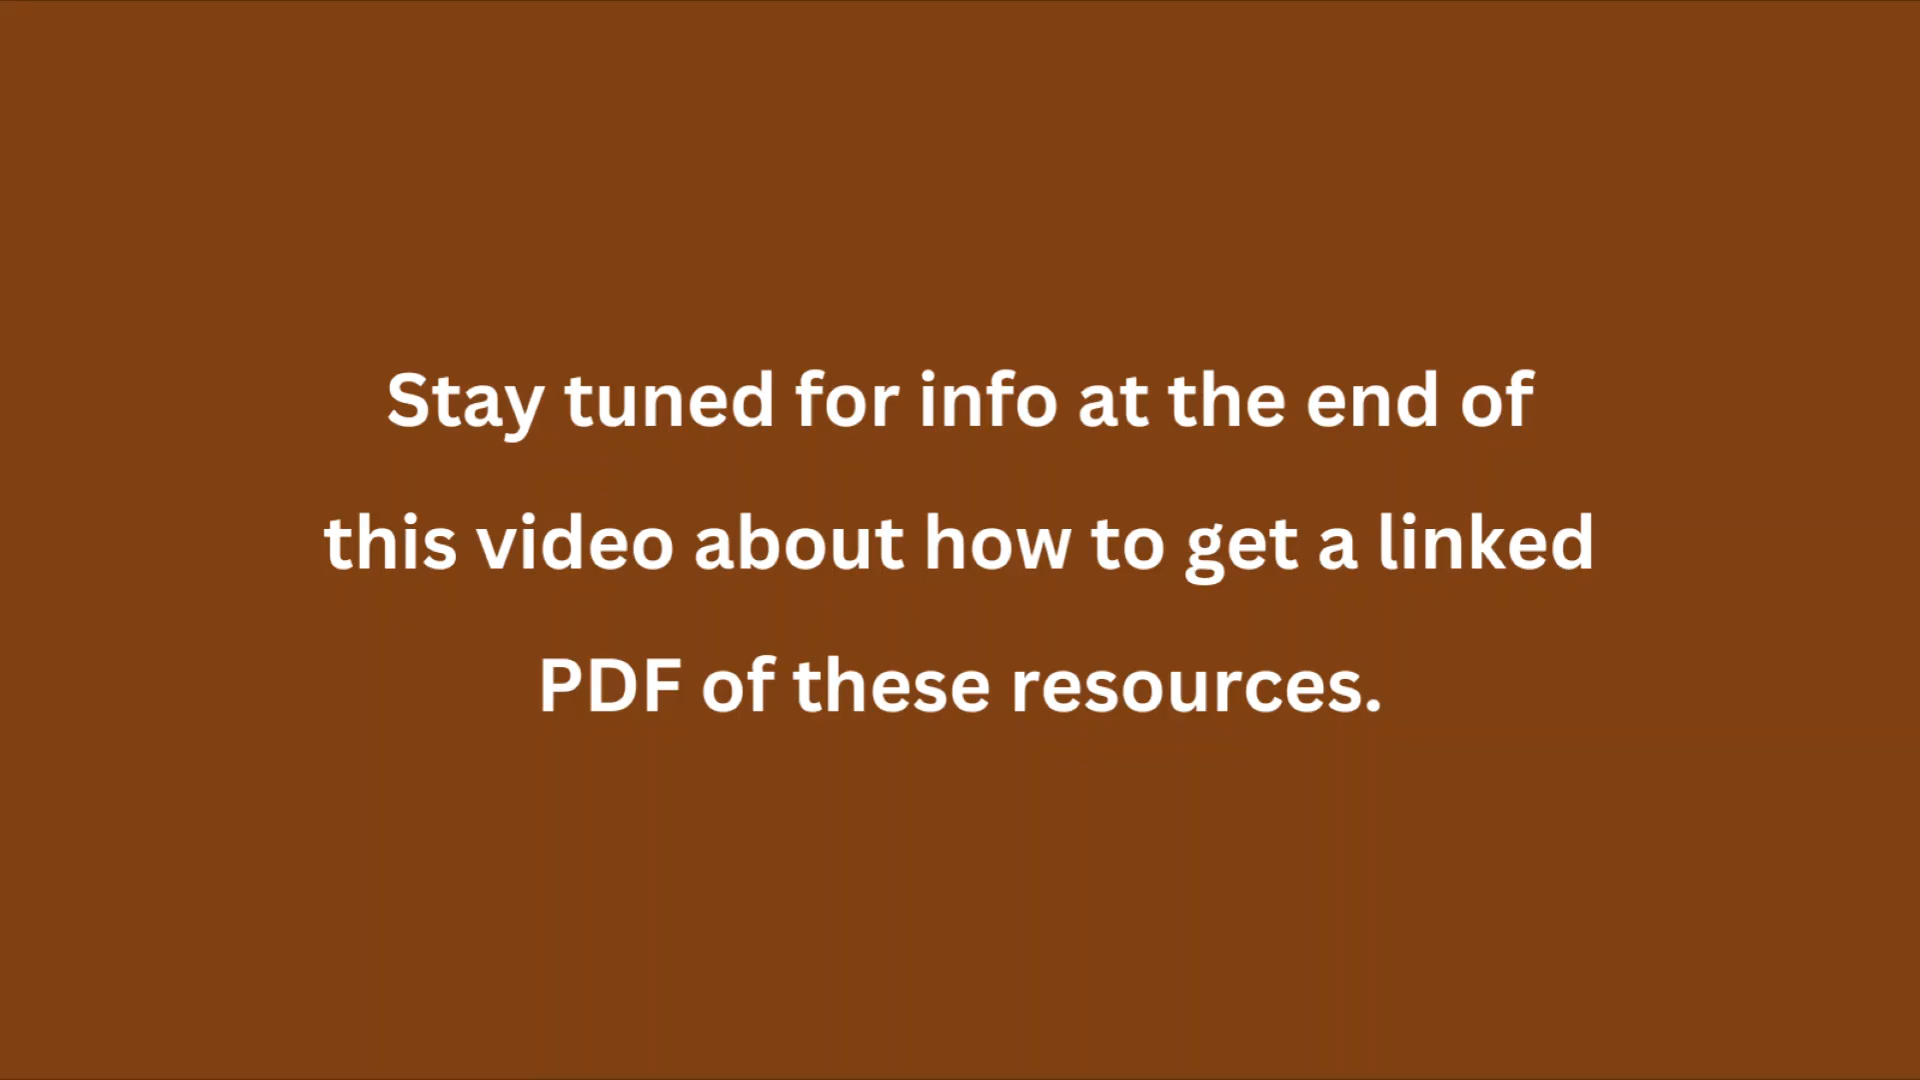 Stay tuned for info at the end of
this video about how to get a linked
PDF of these resources.